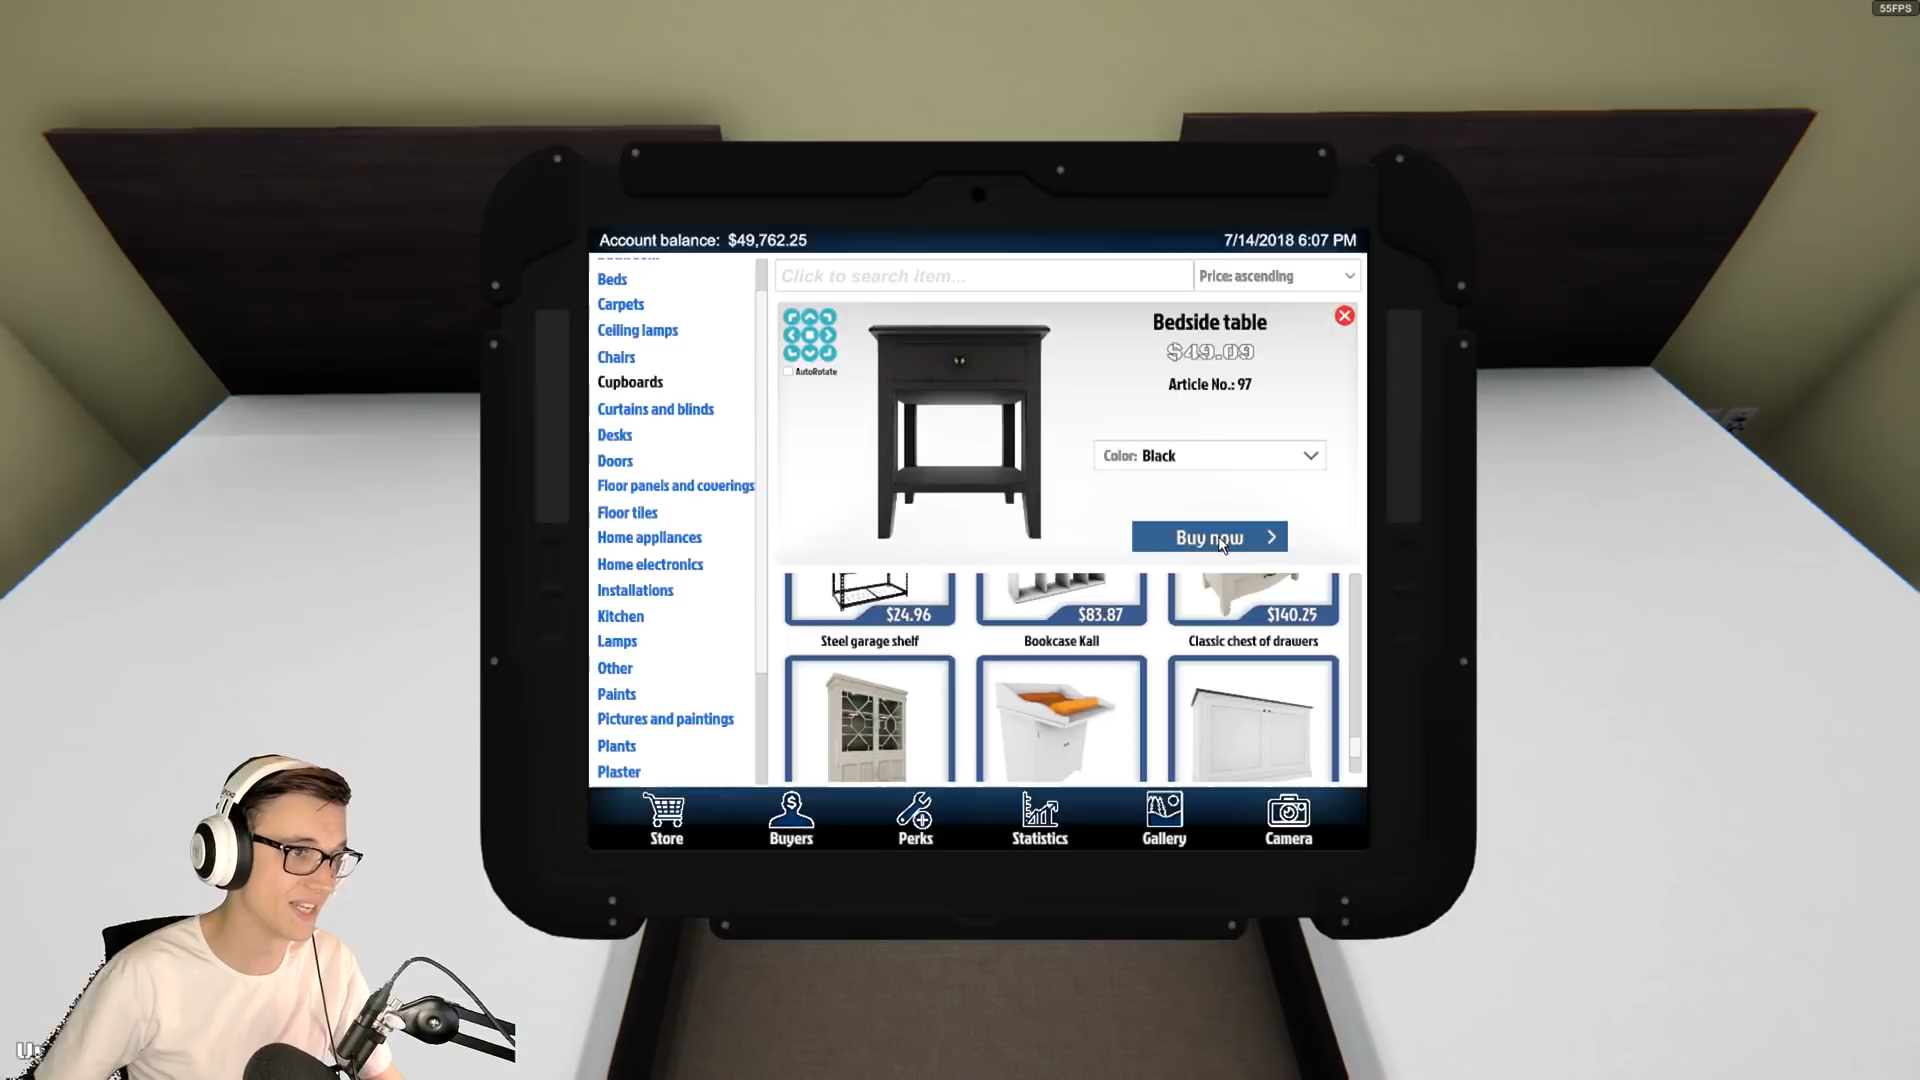 55FPS
Account balance: $49,762.25
7/14/2018 6:07 PM
Beds
Carpets
Ceiling lamps
Chairs
Cupboards
Curtains and blinds
Desks
Doors
Floor panels and coverings
Floor tiles
Home appliances
Home electronics
Installations
Kitchen
Lamps
Other
Paints
Pictures and paintings
Plants
Plaster
Click to search item...
Price: ascending
AutoRotate
Bedside table
$49.09
Article No.: 97
Color: Black
Buy now
$24.96
$83.87
$140.25
Steel garage shelf
Bookcase Kall
Classic chest of drawers
Store
Buyers
Perks
Statistics
Gallery
Camera